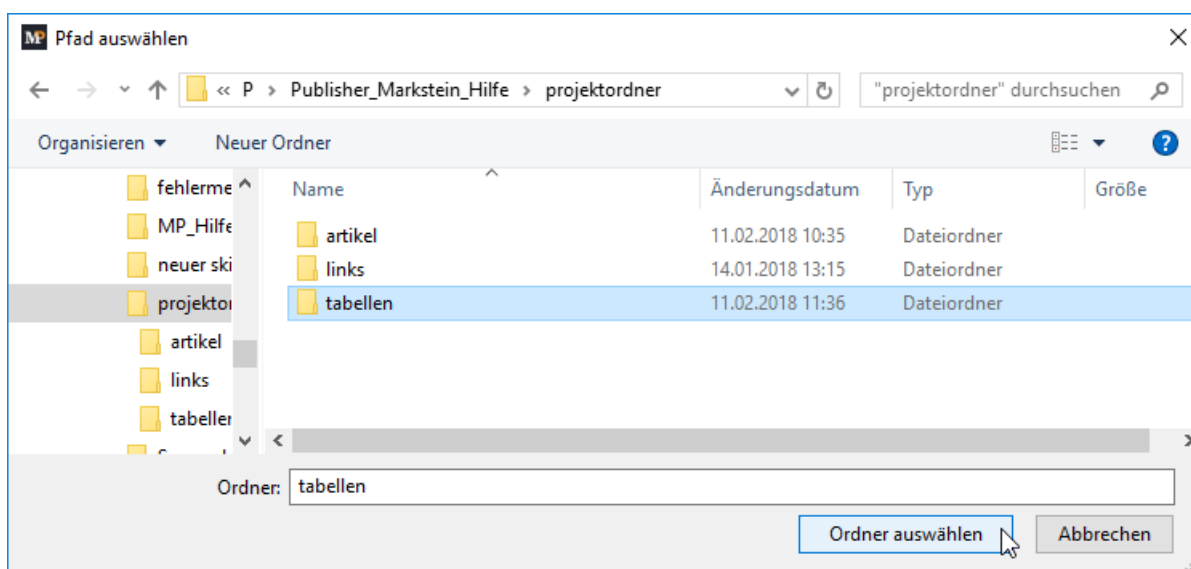 MP Pfad auswählen
« P > Publisher_Markstein_Hilfe > projektordner "projektordner" durchsuchen
Organisieren Neuer Ordner ?
fehlerme
MP_Hilfe
neuer ski
projektor
artikel
links
tabeller
Name Änderungsdatum Typ Größe
artikel 11.02.2018 10:35 Dateiordner
links 14.01.2018 13:15 Dateiordner
tabellen 11.02.2018 11:36 Dateiordner
Ordner: tabellen
Ordner auswählen Abbrechen